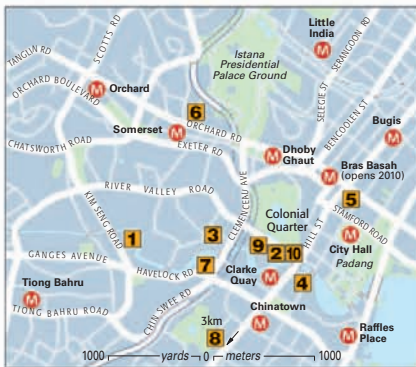 Little
India
SCOTTS RD
TANGLIN RD
Istana
Presidential
Palace Ground
SERANGOON RD
ORCHARD BOULEVARD
M Orchard
SELEGIE ST
BENCOOLEN ST
6
ORCHARD RD
Somerset M
EXETER RD
Bugis
CHATSWORTH ROAD
Dhoby
Ghaut
Bras Basah
(opens 2010)
RIVER VALLEY ROAD
CLEMENCEAU AVE
5
STAMFORD ROAD
KIM SENG ROAD
Colonial
Quarter
HILL ST
1
3
9
2
10
City Hall
Padang
GANGES AVENUE
HAVELOCK RD
7
Clarke
Quay
4
Tiong Bahru
TIONG BAHRU ROAD
CHIN SWEE RD
Chinatown
3km
8
Raffles
Place
1000 yards 0 meters 1000